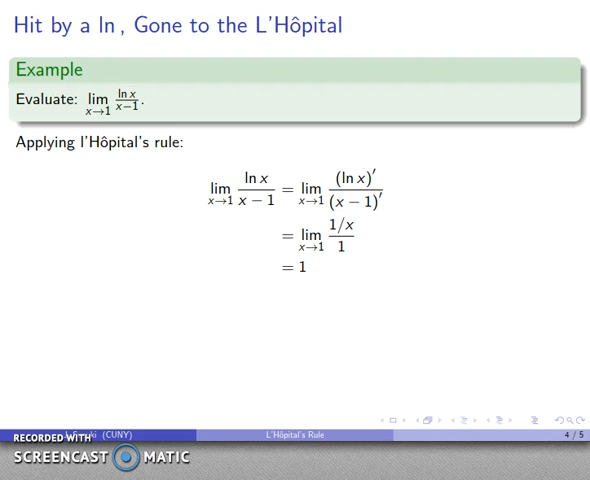 Hit by a ln , Gone to the L'Hôpital
Example
Evaluate: lim x→1 ln x / x−1 .
Applying l'Hôpital's rule:
lim x→1 ln x / x − 1 = lim x→1 (ln x)′ / (x − 1)′
= lim x→1 1/x / 1
= 1
(CUNY) L'Hôpital's Rule 4 / 5
RECORDED WITH
SCREENCAST MATIC